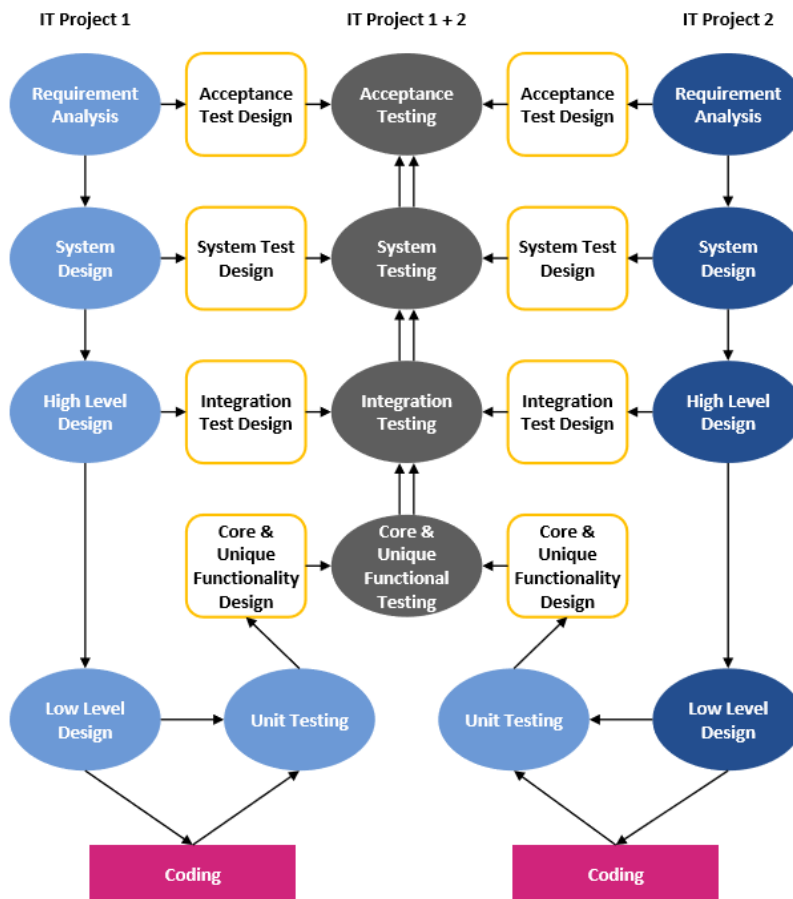 IT Project 1
IT Project 1 + 2
IT Project 2
Requirement
Analysis
Acceptance
Test Design
Acceptance
Testing
Acceptance
Test Design
Requirement
Analysis
System
Design
System Test
Design
System
Testing
System Test
Design
System
Design
High Level
Design
Integration
Test Design
Integration
Testing
Integration
Test Design
High Level
Design
Core &
Unique
Functionality
Design
Core &
Unique
Functional
Testing
Core &
Unique
Functionality
Design
Low Level
Design
Unit Testing
Unit Testing
Low Level
Design
Coding
Coding